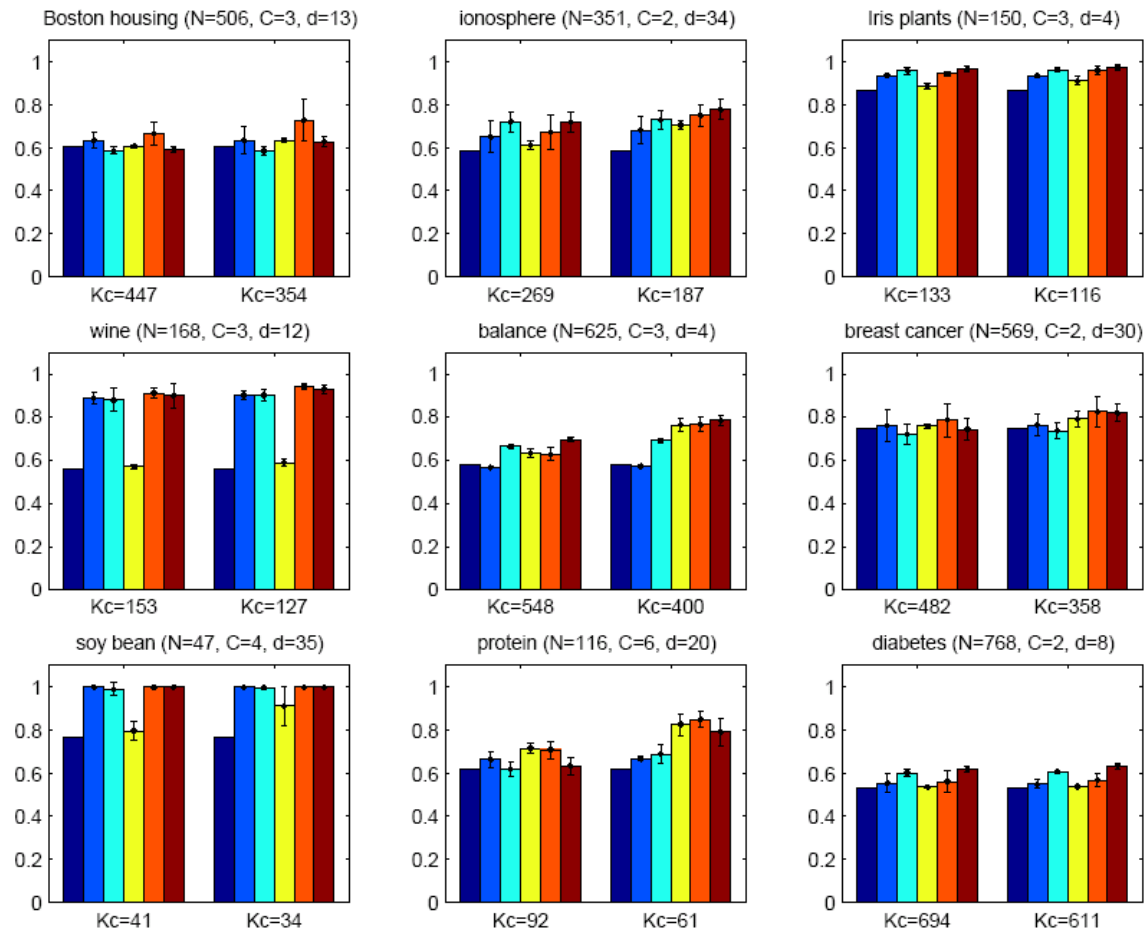 Boston housing (N=506, C=3, d=13)
ionosphere (N=351, C=2, d=34)
Iris plants (N=150, C=3, d=4)
1
0.8
0.6
0.4
0.2
0
Kc=447
Kc=354
1
0.8
0.6
0.4
0.2
0
Kc=269
Kc=187
1
0.8
0.6
0.4
0.2
0
Kc=133
Kc=116
wine (N=168, C=3, d=12)
balance (N=625, C=3, d=4)
breast cancer (N=569, C=2, d=30)
1
0.8
0.6
0.4
0.2
0
Kc=153
Kc=127
1
0.8
0.6
0.4
0.2
0
Kc=548
Kc=400
1
0.8
0.6
0.4
0.2
0
Kc=482
Kc=358
soy bean (N=47, C=4, d=35)
protein (N=116, C=6, d=20)
diabetes (N=768, C=2, d=8)
1
0.8
0.6
0.4
0.2
0
Kc=41
Kc=34
1
0.8
0.6
0.4
0.2
0
Kc=92
Kc=61
1
0.8
0.6
0.4
0.2
0
Kc=694
Kc=611